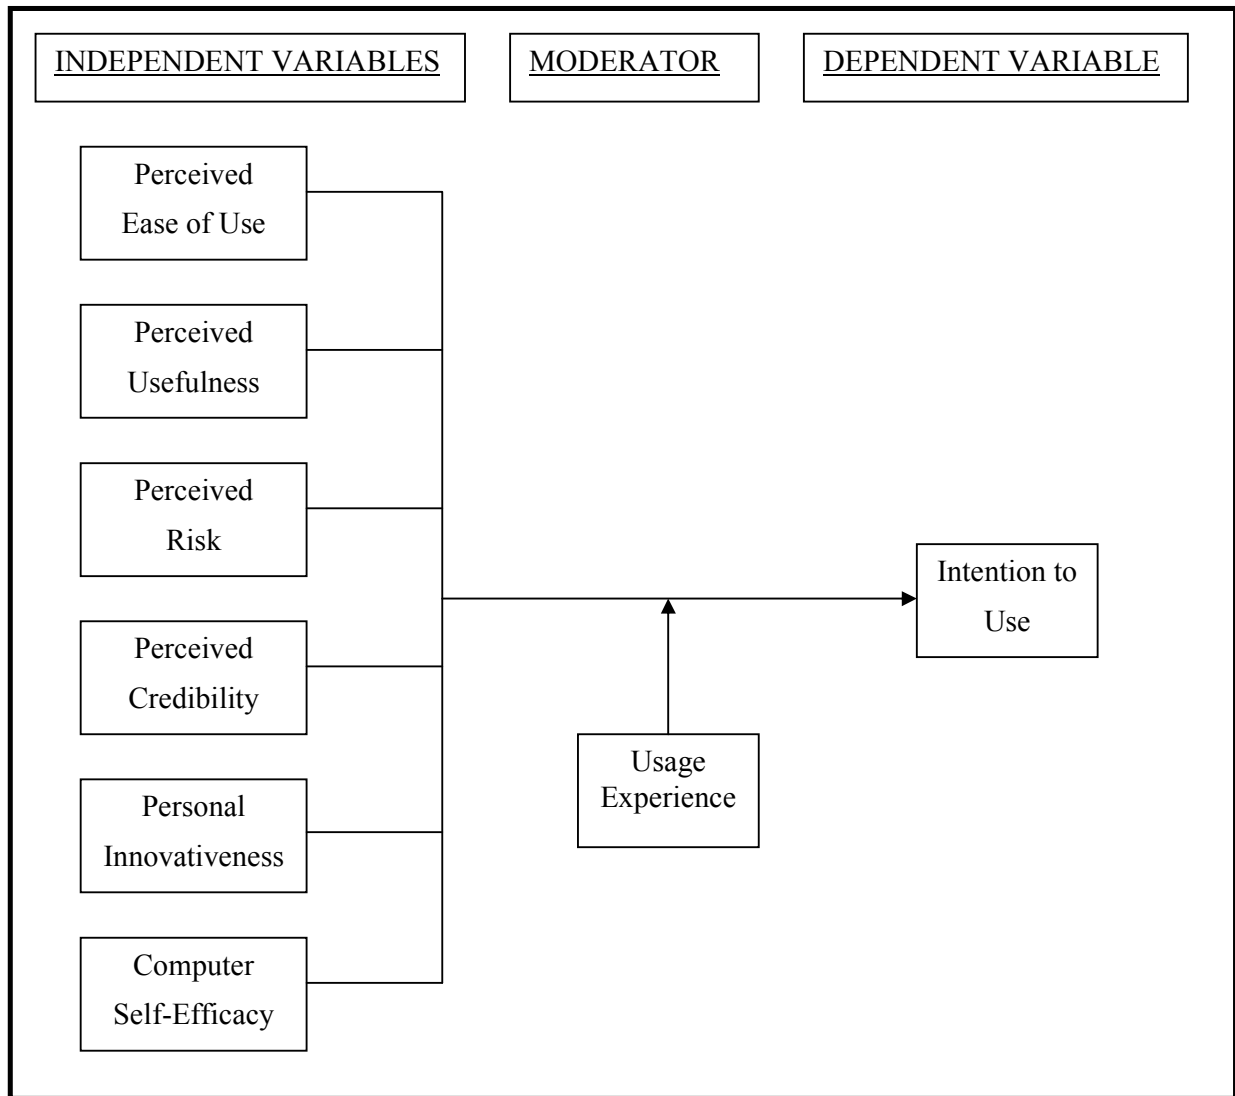 INDEPENDENT VARIABLES
MODERATOR
DEPENDENT VARIABLE
Perceived
Ease of Use
Perceived
Usefulness
Perceived
Risk
Perceived
Credibility
Personal
Innovativeness
Computer
Self-Efficacy
Usage
Experience
Intention to
Use